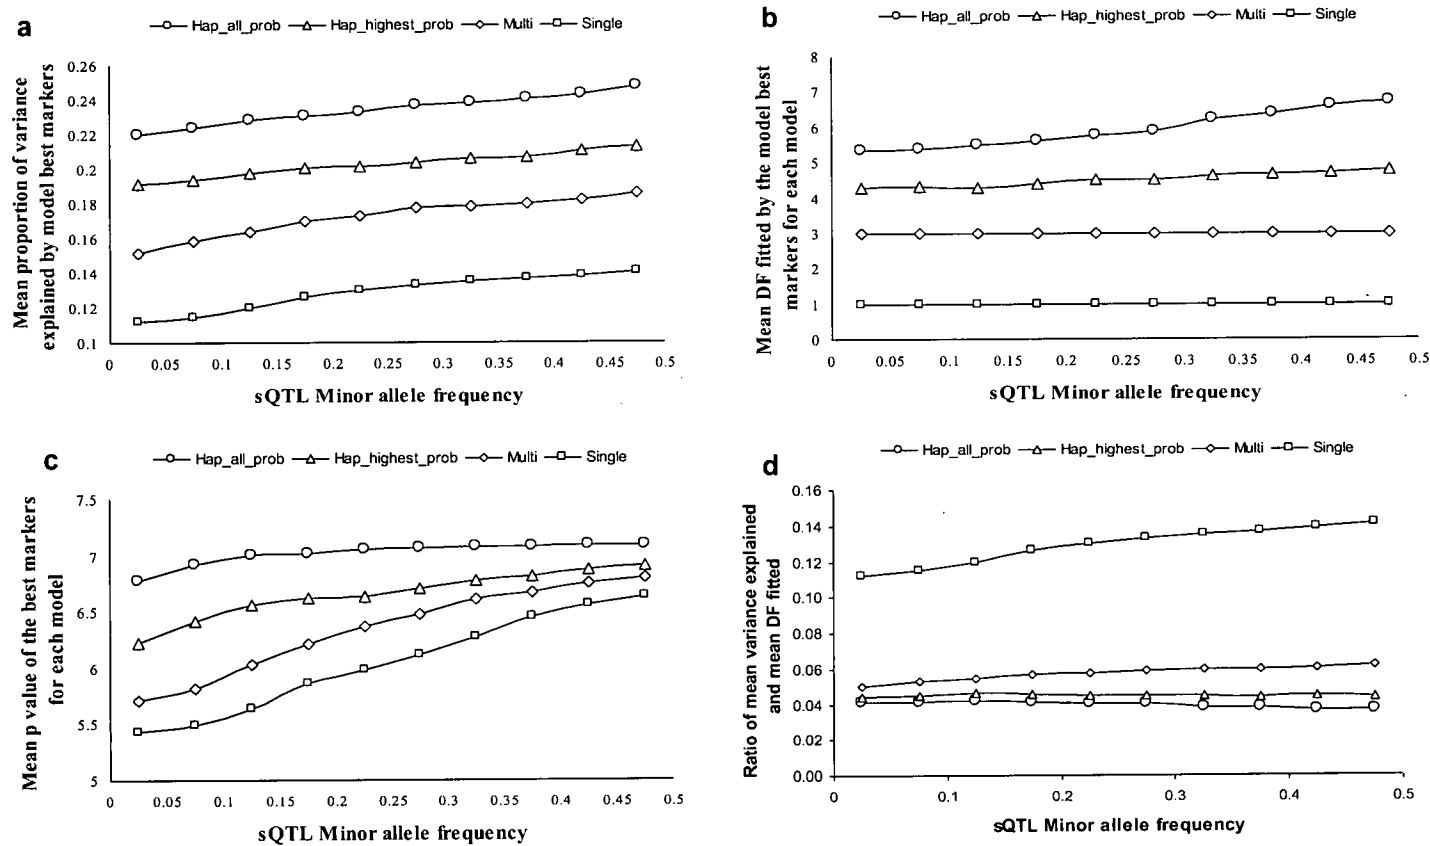 a
Hap_all_prob Hap_highest_prob Multi Single
Mean proportion of variance
explained by model best markers
0.26
0.24
0.22
0.2
0.18
0.16
0.14
0.12
0.1
0 0.05 0.1 0.15 0.2 0.25 0.3 0.35 0.4 0.45 0.5
sQTL Minor allele frequency
b
Hap_all_prob Hap_highest_prob Multi Single
Mean DF fitted by the model best
markers for each model
8
7
6
5
4
3
2
1
0
0 0.05 0.1 0.15 0.2 0.25 0.3 0.35 0.4 0.45 0.5
sQTL Minor allele frequency
c
Hap_all_prob Hap_highest_prob Multi Single
Mean p value of the best markers
for each model
7.5
7
6.5
6
5.5
5
0 0.05 0.1 0.15 0.2 0.25 0.3 0.35 0.4 0.45 0.5
sQTL Minor allele frequency
d
Hap_all_prob Hap_highest_prob Multi Single
Ratio of mean variance explained
and mean DF fitted
0.16
0.14
0.12
0.10
0.08
0.06
0.04
0.02
0.00
0 0.1 0.2 0.3 0.4 0.5
sQTL Minor allele frequency